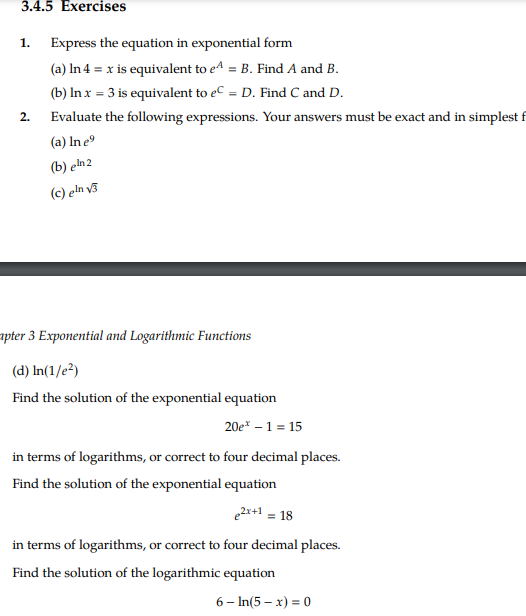 3.4.5 Exercises
1. Express the equation in exponential form
(a) ln 4 = x is equivalent to e^A = B. Find A and B.
(b) ln x = 3 is equivalent to e^C = D. Find C and D.
2. Evaluate the following expressions. Your answers must be exact and in simplest f
(a) ln e⁹
(b) e^{ln 2}
(c) e^{ln √3}
apter 3 Exponential and Logarithmic Functions
(d) ln(1/e²)
Find the solution of the exponential equation
20e^x − 1 = 15
in terms of logarithms, or correct to four decimal places.
Find the solution of the exponential equation
e^{2x+1} = 18
in terms of logarithms, or correct to four decimal places.
Find the solution of the logarithmic equation
6 − ln(5 − x) = 0